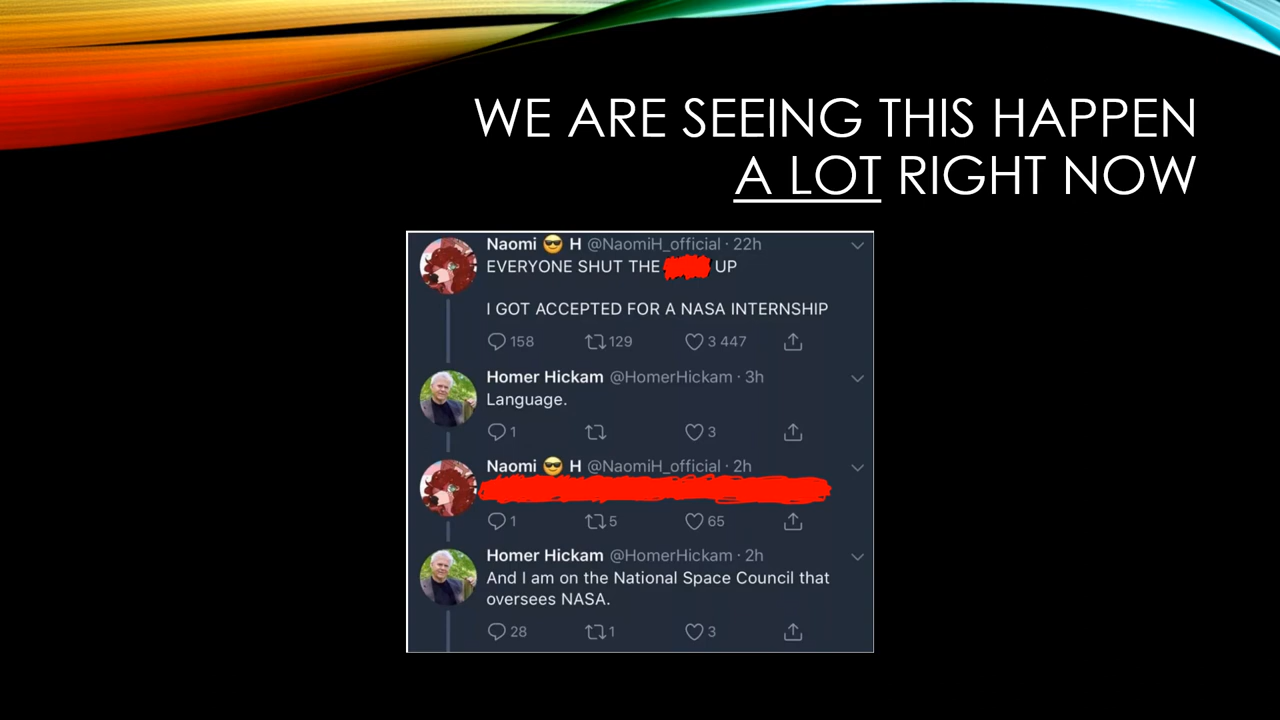 WE ARE SEEING THIS HAPPEN
A LOT RIGHT NOW
Naomi 😎 H @NaomiH_official · 22h
EVERYONE SHUT THE UP
I GOT ACCEPTED FOR A NASA INTERNSHIP
158 129 3 447
Homer Hickam @HomerHickam · 3h
Language.
1 3
Naomi 😎 H @NaomiH_official · 2h
1 5 65
Homer Hickam @HomerHickam · 2h
And I am on the National Space Council that
oversees NASA.
28 1 3